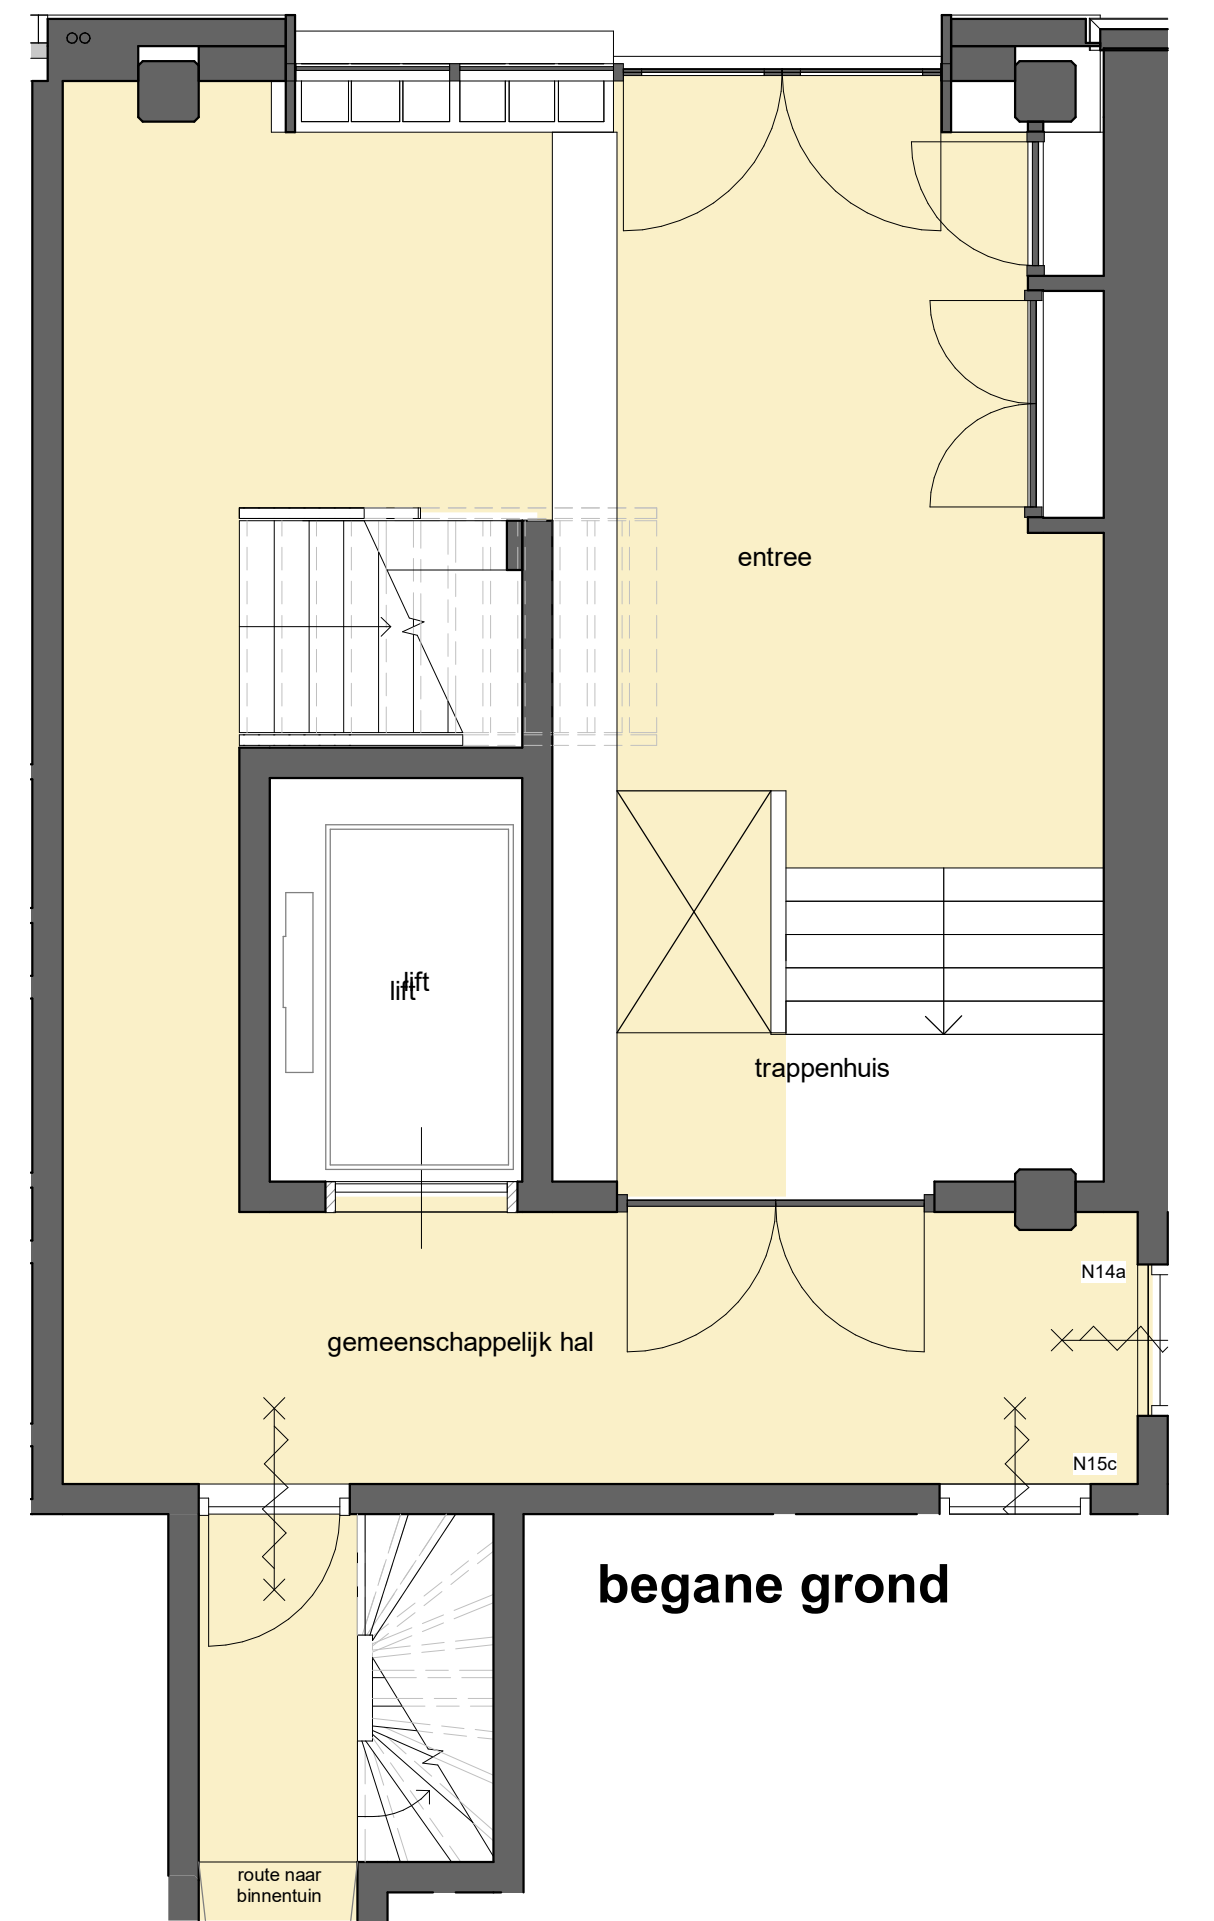 entree
lift
lift
trappenhuis
N14a
gemeenschappelijk hal
N15c
begane grond
route naar
binnentuin